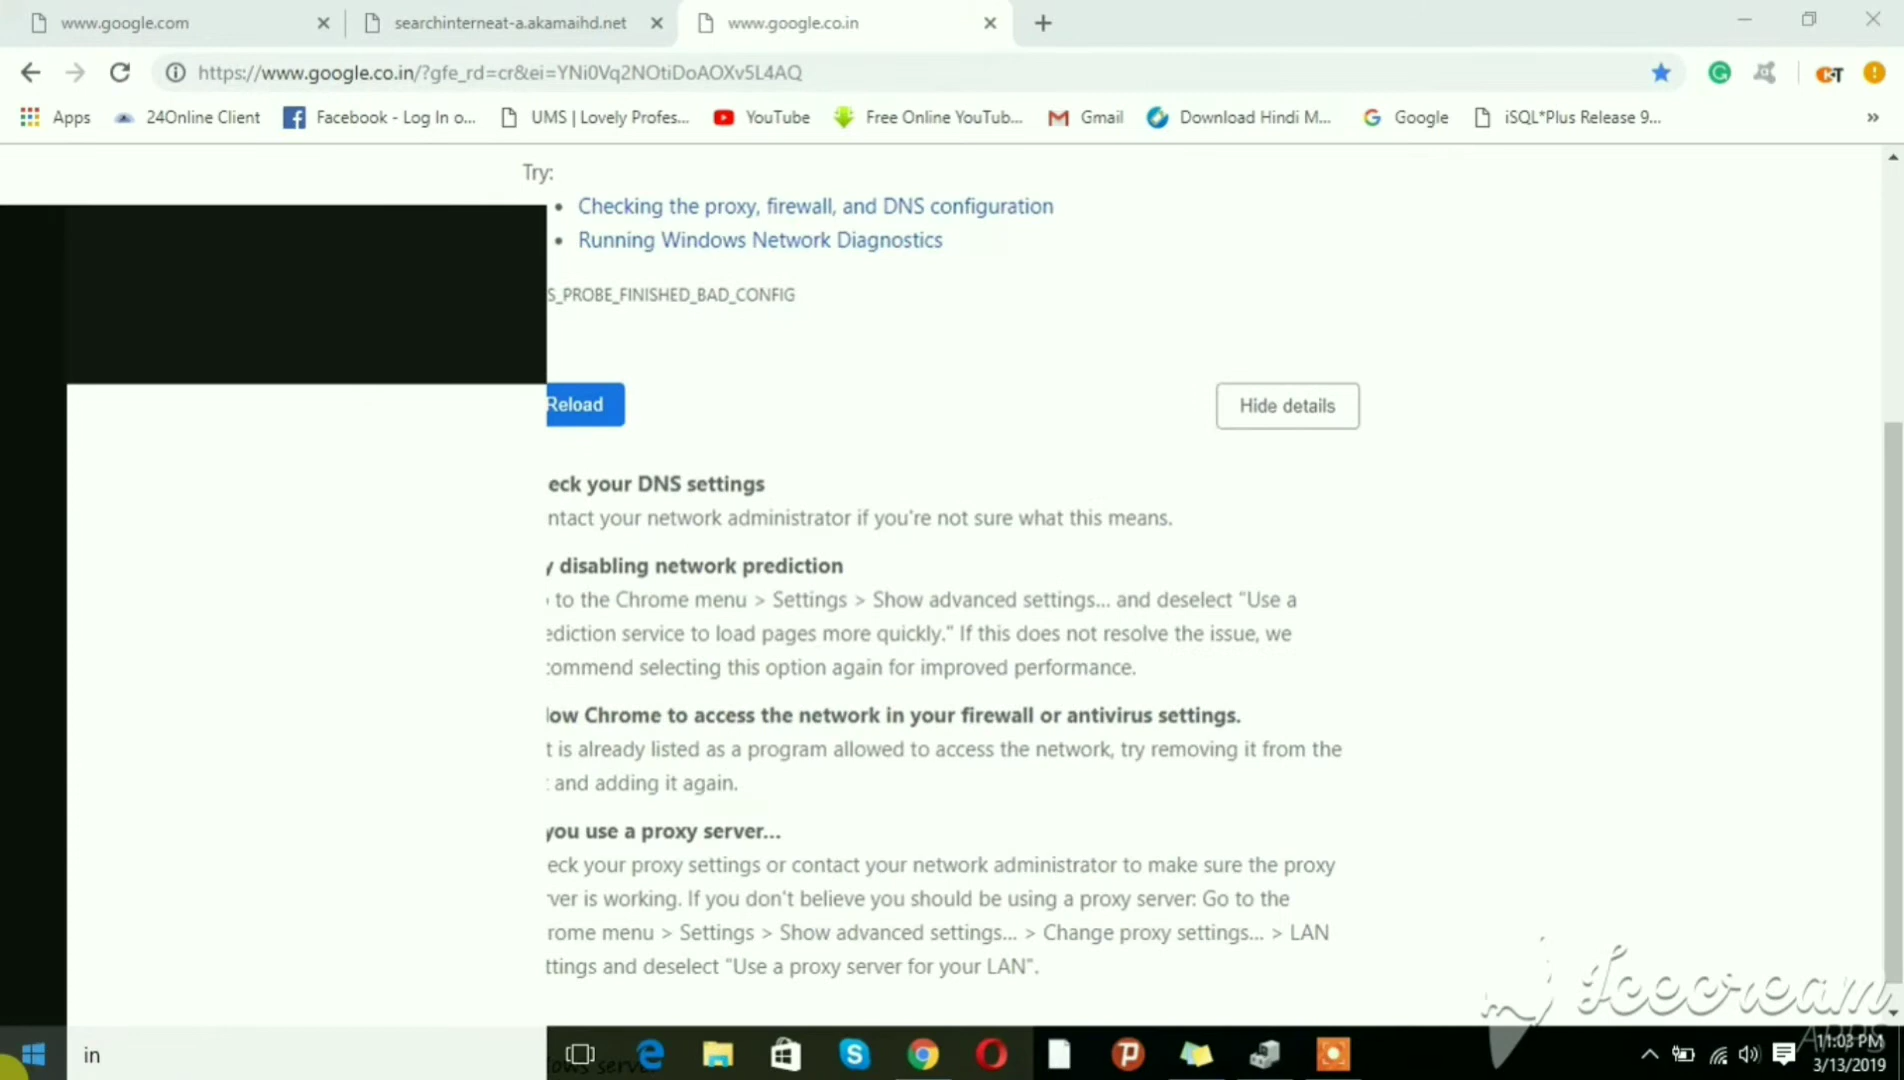 www.google.com
searchinterneat-a.akamaihd.net
www.google.co.in
https://www.google.co.in/?gfe_rd=cr&ei=YNi0Vq2NOtiDoAOXv5L4AQ
Apps
24Online Client
Facebook - Log In o...
UMS | Lovely Profes...
YouTube
Free Online YouTub...
Gmail
Download Hindi M...
Google
iSQL*Plus Release 9...
»
Try:
• Checking the proxy, firewall, and DNS configuration
• Running Windows Network Diagnostics
S_PROBE_FINISHED_BAD_CONFIG
Reload
Hide details
eck your DNS settings
ntact your network administrator if you're not sure what this means.
y disabling network prediction
to the Chrome menu > Settings > Show advanced settings... and deselect "Use a
ediction service to load pages more quickly." If this does not resolve the issue, we
commend selecting this option again for improved performance.
low Chrome to access the network in your firewall or antivirus settings.
t is already listed as a program allowed to access the network, try removing it from the
and adding it again.
you use a proxy server...
eck your proxy settings or contact your network administrator to make sure the proxy
rver is working. If you don't believe you should be using a proxy server: Go to the
rome menu > Settings > Show advanced settings... > Change proxy settings... > LAN
ttings and deselect "Use a proxy server for your LAN".
Icecream
APPS
in
11:03 PM
3/13/2019